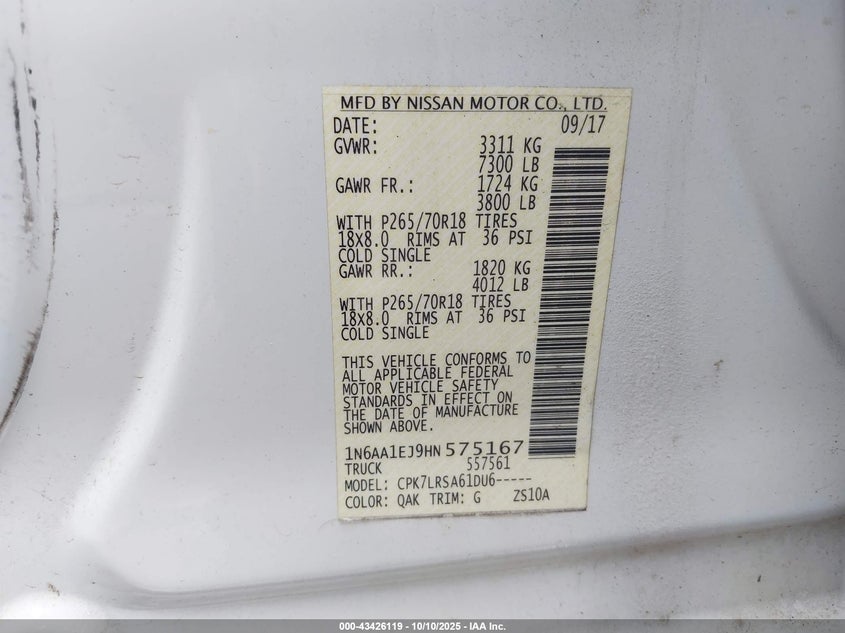 MFD BY NISSAN MOTOR CO., LTD.
DATE: 09/17
GVWR: 3311 KG
7300 LB
GAWR FR.: 1724 KG
3800 LB
WITH P265/70R18 TIRES
18X8.0 RIMS AT 36 PSI
COLD SINGLE
GAWR RR.: 1820 KG
4012 LB
WITH P265/70R18 TIRES
18X8.0 RIMS AT 36 PSI
COLD SINGLE
THIS VEHICLE CONFORMS TO
ALL APPLICABLE FEDERAL
MOTOR VEHICLE SAFETY
STANDARDS IN EFFECT ON
THE DATE OF MANUFACTURE
SHOWN ABOVE.
1N6AA1EJ9HN575167
TRUCK 557561
MODEL: CPK7LRSA61DU6-----
COLOR: QAK TRIM: G ZS10A
000-43426119 - 10/10/2025 - IAA Inc.